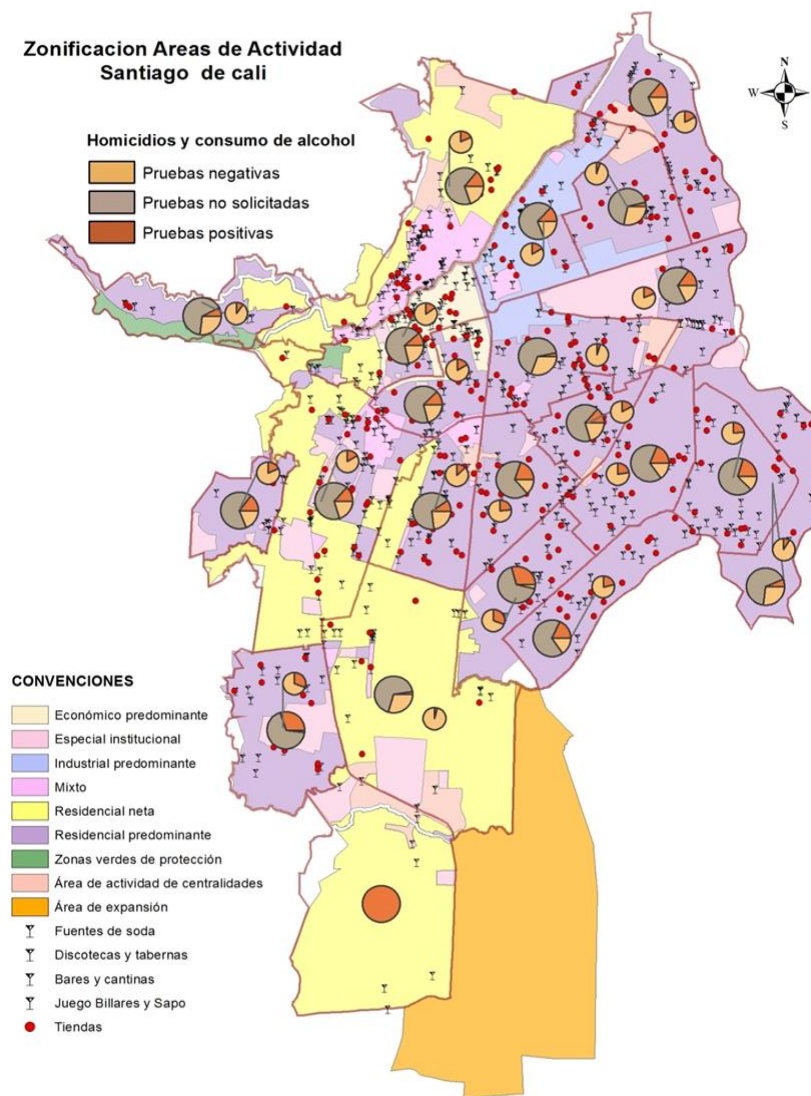 Zonificacion Areas de Actividad
Santiago de cali
N
W
S
Homicidios y consumo de alcohol
Pruebas negativas
Pruebas no solicitadas
Pruebas positivas
CONVENCIONES
Económico predominante
Especial institucional
Industrial predominante
Mixto
Residencial neta
Residencial predominante
Zonas verdes de protección
Área de actividad de centralidades
Área de expansión
Fuentes de soda
Discotecas y tabernas
Bares y cantinas
Juego Billares y Sapo
Tiendas